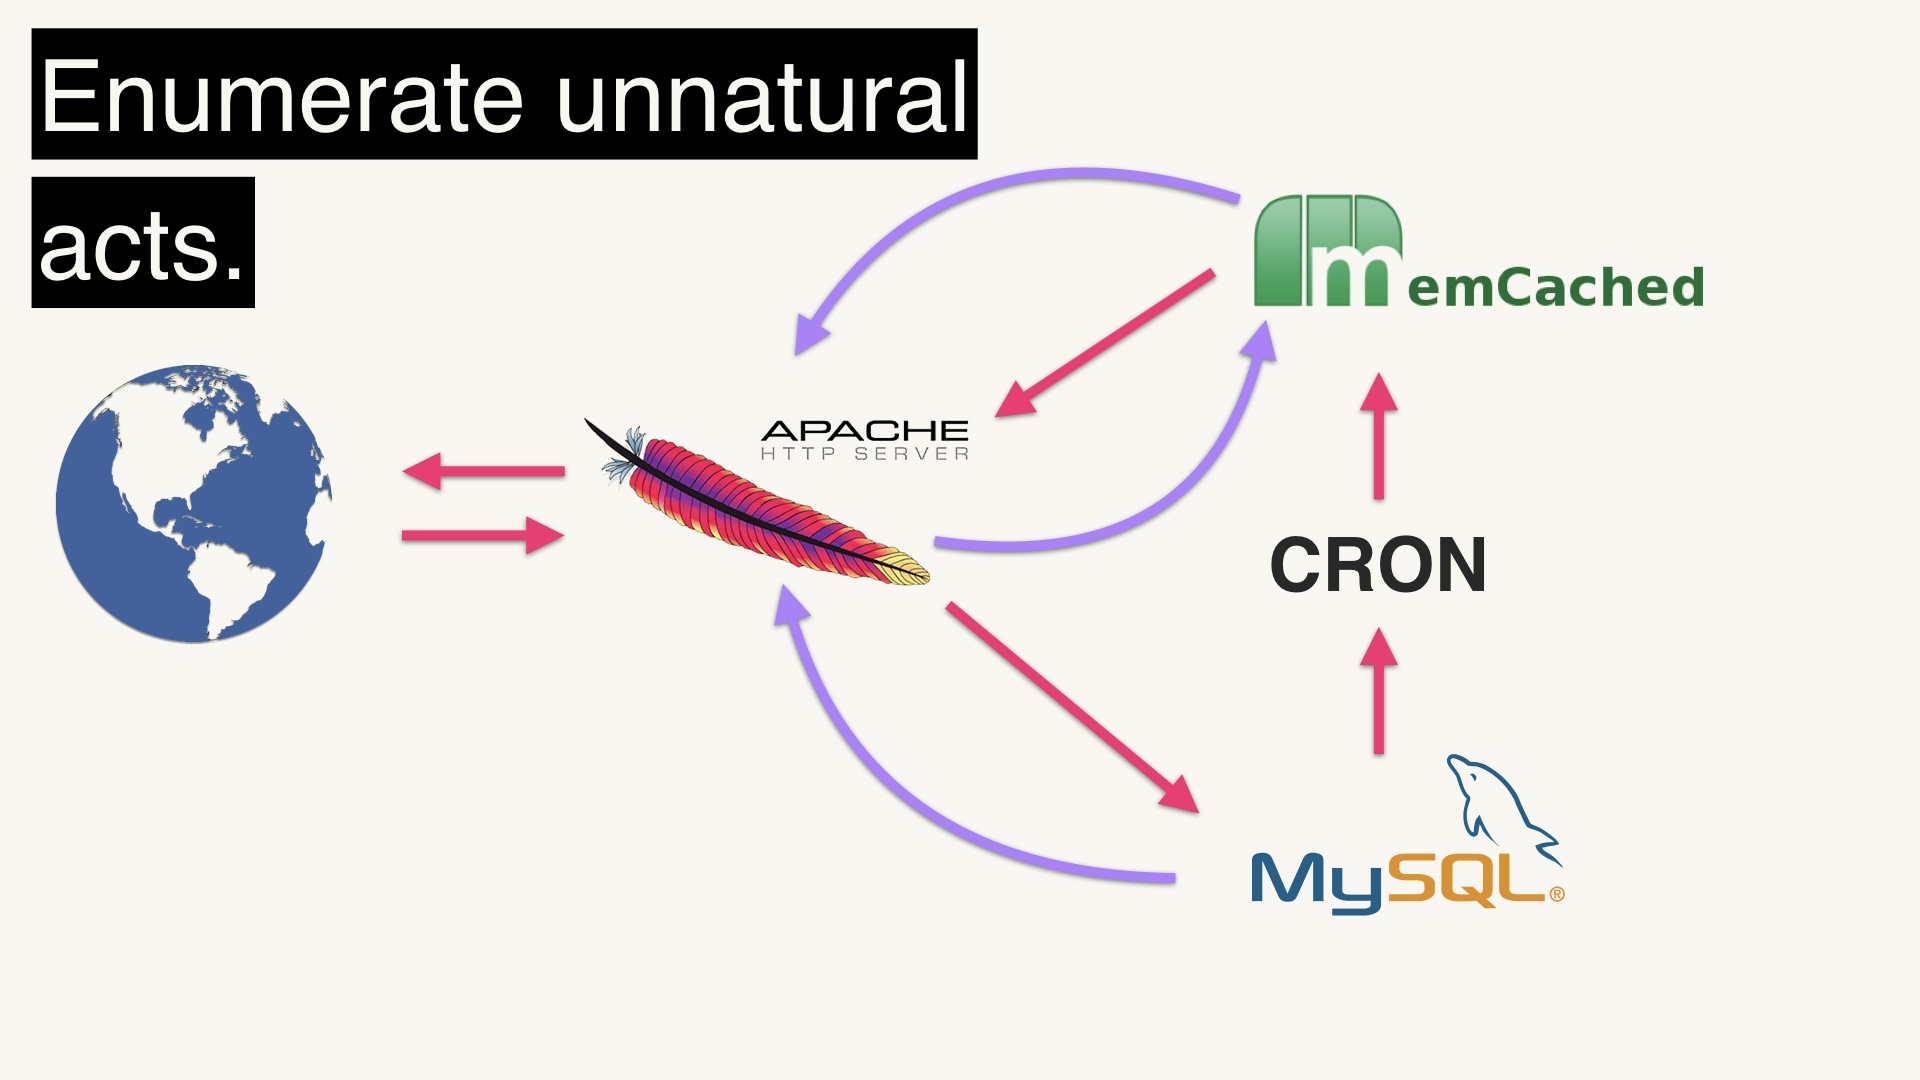 Enumerate unnatural
acts.
memCached
APACHE
HTTP SERVER
CRON
MySQL®